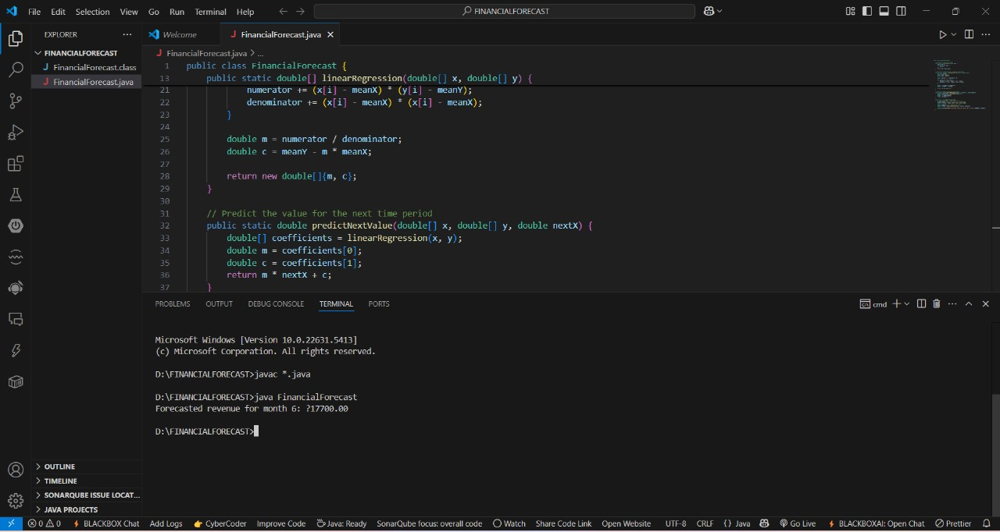 File Edit Selection View Go Run Terminal Help FINANCIALFORECAST
EXPLORER
FINANCIALFORECAST
FinancialForecast.class
FinancialForecast.java
OUTLINE
TIMELINE
SONARQUBE ISSUE LOCAT...
JAVA PROJECTS
Welcome FinancialForecast.java
FinancialForecast.java > ...
1 public class FinancialForecast {
13 public static double[] linearRegression(double[] x, double[] y) {
21 numerator += (x[i] - meanX) * (y[i] - meanY);
22 denominator += (x[i] - meanX) * (x[i] - meanX);
23 }
24
25 double m = numerator / denominator;
26 double c = meanY - m * meanX;
27
28 return new double[]{m, c};
29 }
30
31 // Predict the value for the next time period
32 public static double predictNextValue(double[] x, double[] y, double nextX) {
33 double[] coefficients = linearRegression(x, y);
34 double m = coefficients[0];
35 double c = coefficients[1];
36 return m * nextX + c;
37 }
PROBLEMS OUTPUT DEBUG CONSOLE TERMINAL PORTS cmd
Microsoft Windows [Version 10.0.22631.5413]
(c) Microsoft Corporation. All rights reserved.
D:\FINANCIALFORECAST>javac *.java
D:\FINANCIALFORECAST>java FinancialForecast
Forecasted revenue for month 6: ?17700.00
D:\FINANCIALFORECAST>
0 0 BLACKBOX Chat Add Logs CyberCoder Improve Code Java: Ready SonarQube focus: overall code Watch Share Code Link Open Website UTF-8 CRLF {} Java Go Live BLACKBOXAI: Open Chat Prettier